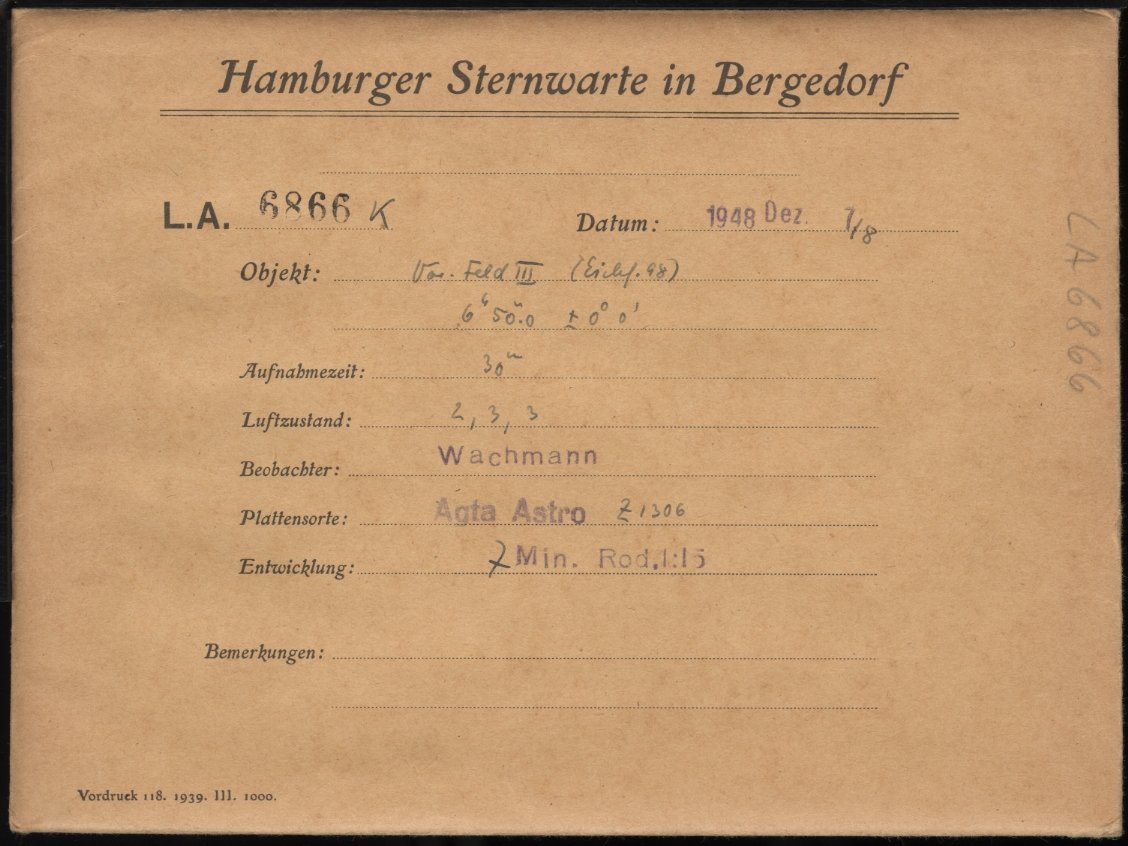 Hamburger Sternwarte in Bergedorf
L.A. 6866 K
Datum: 1948 Dez. 7/8
Objekt: Var. Feld III (Eichf. 98)
6ʰ 50ᵐ.0 ± 0° 0'
Aufnahmezeit: 30ᵐ
Luftzustand: 2, 3, 3
Beobachter: Wachmann
Plattensorte: Agfa Astro Z 1306
Entwicklung: 7 Min. Rod. 1:15
Bemerkungen:
Vordruck 118. 1939. III. 1000.
LA 6866